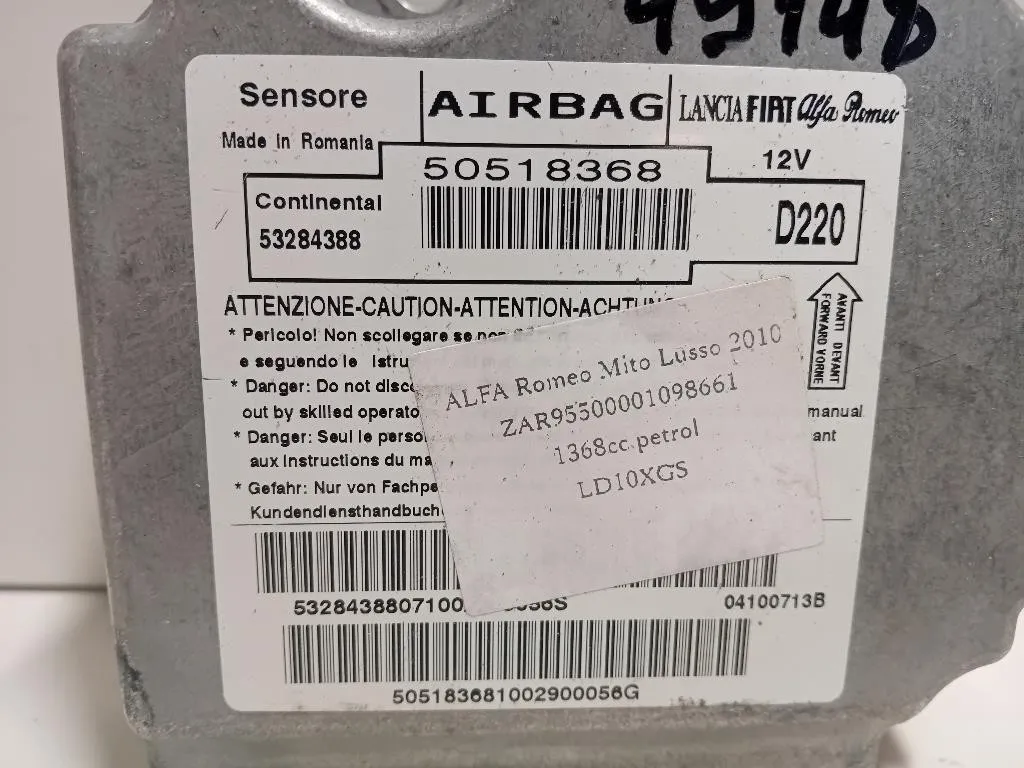 Sensore AIRBAG LANCIA FIAT Alfa Romeo
Made in Romania
50518368 12V
Continental D220
53284388
ATTENZIONE-CAUTION-ATTENTION-ACHTUNG
AVANTI DEVANT
FORWARD VORNE
* Pericolo! Non scollegare se non
e seguendo le istru
* Danger: Do not disc
out by skilled operato manual
* Danger: Seul le perso ant
aux instructions du ma
* Gefahr: Nur von Fachpe
Kundendiensthandbuch
ALFA Romeo Mito Lusso 2010
ZAR95500001098661
1368cc petrol
LD10XGS
04100713B
505183681002900056G